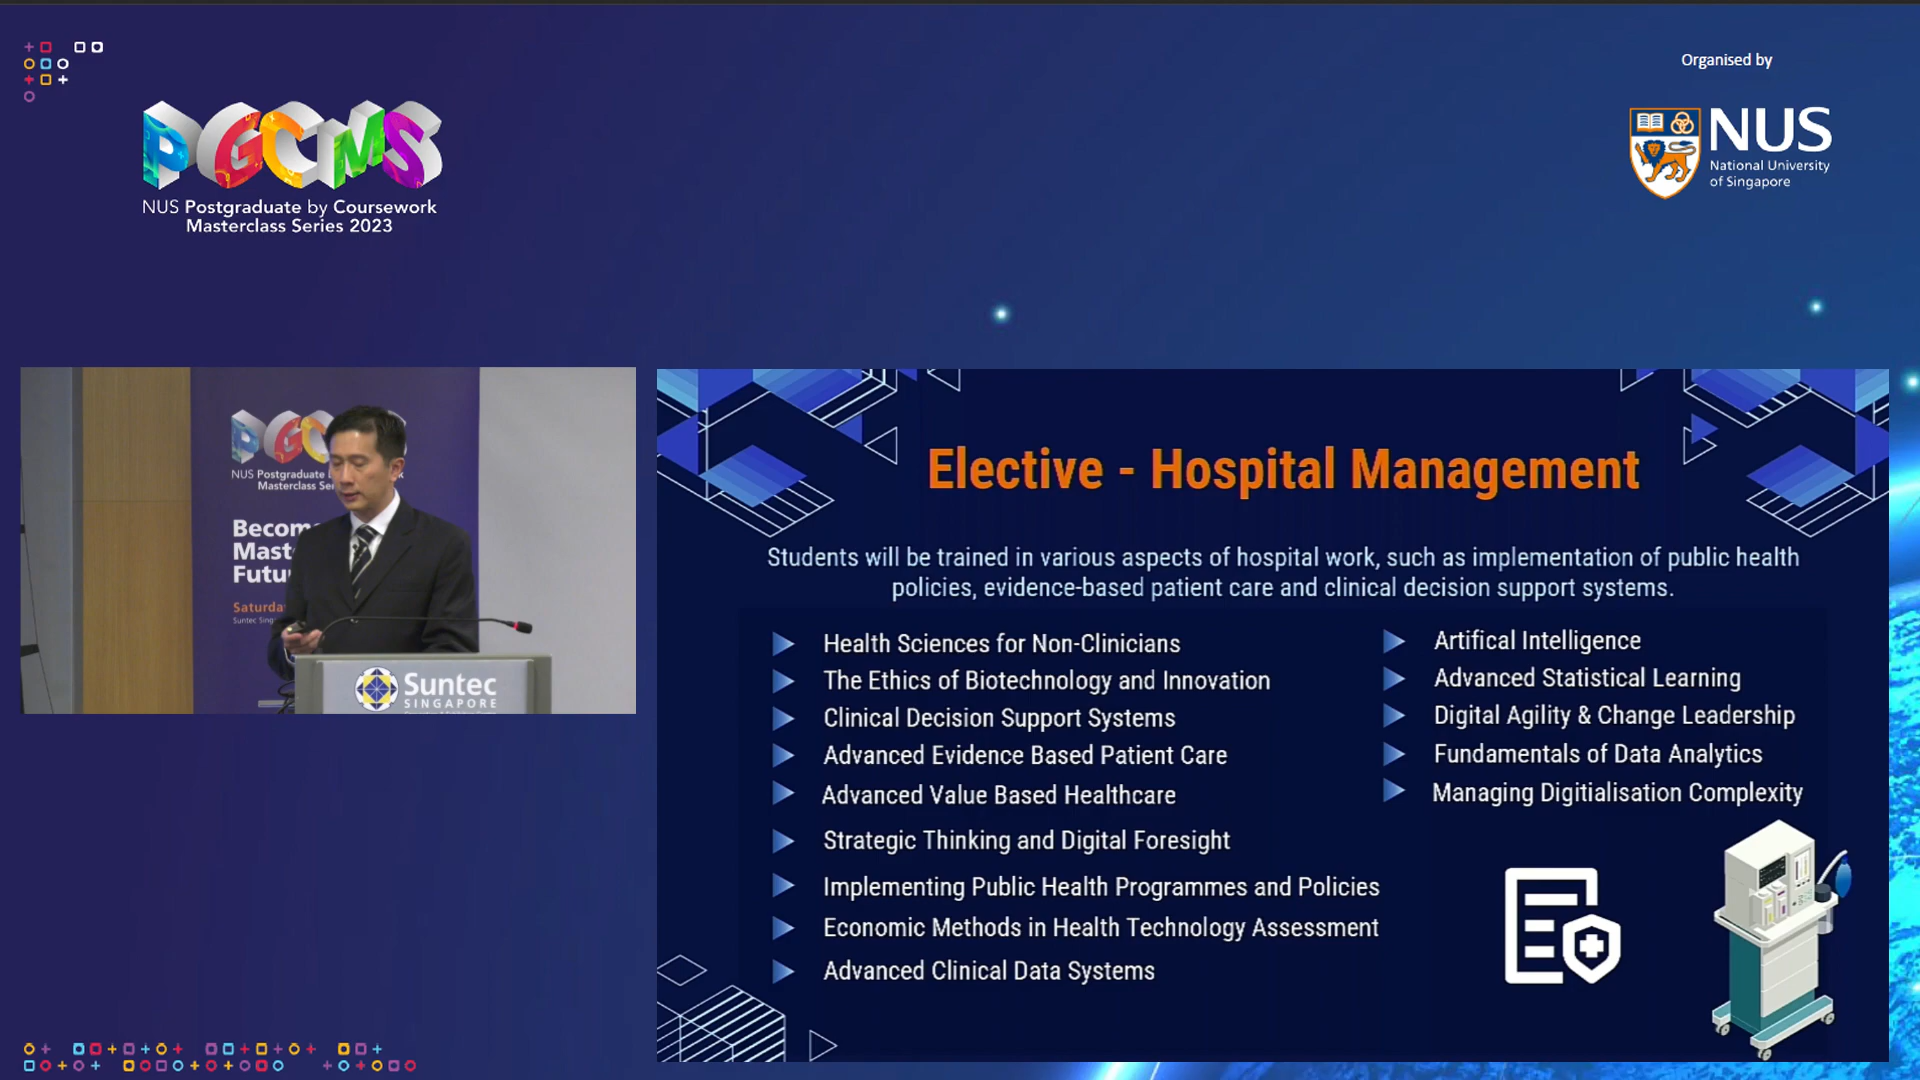 Organised by
PGCMS
NUS Postgraduate by Coursework
Masterclass Series 2023
NUS
National University
of Singapore
PGC
NUS Postgraduate
Masterclass
Saturda
Suntec
SINGAPORE
Elective - Hospital Management
Students will be trained in various aspects of hospital work, such as implementation of public health
policies, evidence-based patient care and clinical decision support systems.
Health Sciences for Non-Clinicians
The Ethics of Biotechnology and Innovation
Clinical Decision Support Systems
Advanced Evidence Based Patient Care
Advanced Value Based Healthcare
Strategic Thinking and Digital Foresight
Implementing Public Health Programmes and Policies
Economic Methods in Health Technology Assessment
Advanced Clinical Data Systems
Artifical Intelligence
Advanced Statistical Learning
Digital Agility & Change Leadership
Fundamentals of Data Analytics
Managing Digitialisation Complexity